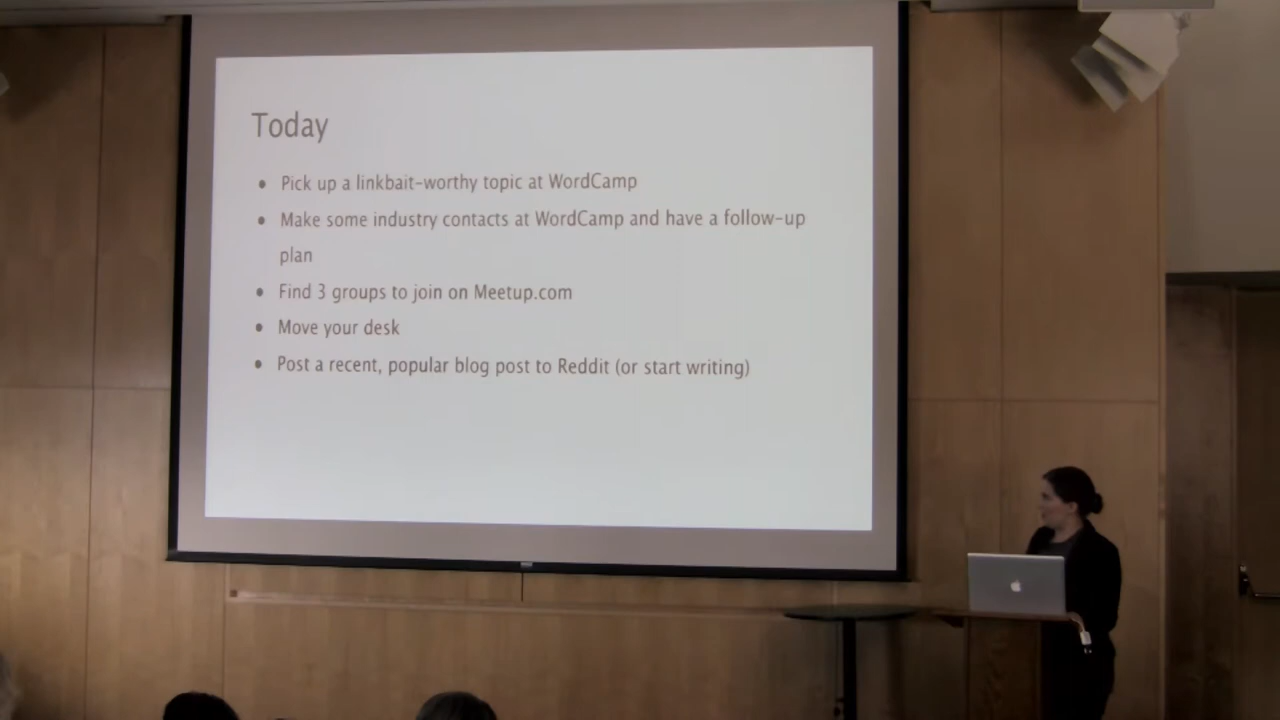 Today
• Pick up a linkbait-worthy topic at WordCamp
• Make some industry contacts at WordCamp and have a follow-up
plan
• Find 3 groups to join on Meetup.com
• Move your desk
• Post a recent, popular blog post to Reddit (or start writing)